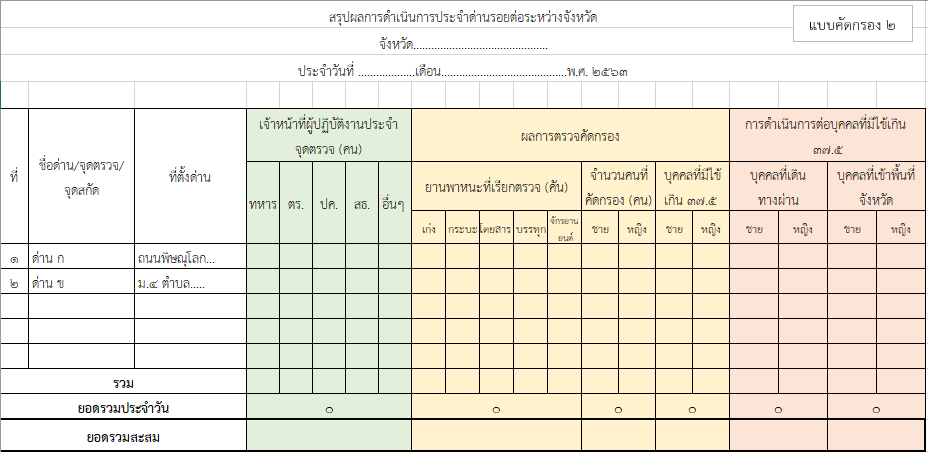 สรุปผลการดำเนินการประจำด่านรอยต่อระหว่างจังหวัด
แบบคัดกรอง ๒
จังหวัด.............................................
ประจำวันที่ ...................เดือน..........................................พ.ศ. ๒๕๖๓
ที่
ชื่อด่าน/จุดตรวจ/
จุดสกัด
ที่ตั้งด่าน
เจ้าหน้าที่ผู้ปฏิบัติงานประจำ
จุดตรวจ (คน)
ผลการตรวจคัดกรอง
การดำเนินการต่อบุคคลที่มีไข้เกิน
๓๗.๕
ทหาร ตร. ปค. สธ. อื่นๆ
ยานพาหนะที่เรียกตรวจ (คัน)
จำนวนคนที่
คัดกรอง (คน)
บุคคลที่มีไข้
เกิน ๓๗.๕
บุคคลที่เดิน
ทางผ่าน
บุคคลที่เข้าพื้นที่
จังหวัด
เก๋ง กระบะ โดยสาร บรรทุก จักรยาน
ยนต์
ชาย หญิง ชาย หญิง ชาย หญิง ชาย หญิง
๑ ด่าน ก ถนนพิษณุโลก...
๒ ด่าน ข ม.๔ ตำบล.....
รวม
ยอดรวมประจำวัน ๐ ๐ ๐ ๐ ๐ ๐
ยอดรวมสะสม